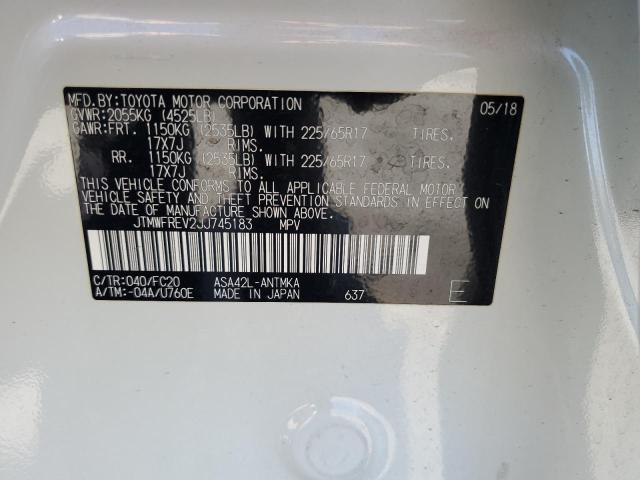 MFD.BY:TOYOTA MOTOR CORPORATION 05/18
GVWR:2055KG (4525LB)
GAWR:FRT. 1150KG (2535LB) WITH 225/65R17 TIRES.
17X7J RIMS.
RR. 1150KG (2535LB) WITH 225/65R17 TIRES.
17X7J RIMS.
THIS VEHICLE CONFORMS TO ALL APPLICABLE FEDERAL MOTOR
VEHICLE SAFETY AND THEFT PREVENTION STANDARDS IN EFFECT ON
THE DATE OF MANUFACTURE SHOWN ABOVE.
JTMWFREV2JJ745183 MPV
C/TR:040/FC20 ASA42L-ANTMKA
A/TM:-04A/U760E MADE IN JAPAN 637 E